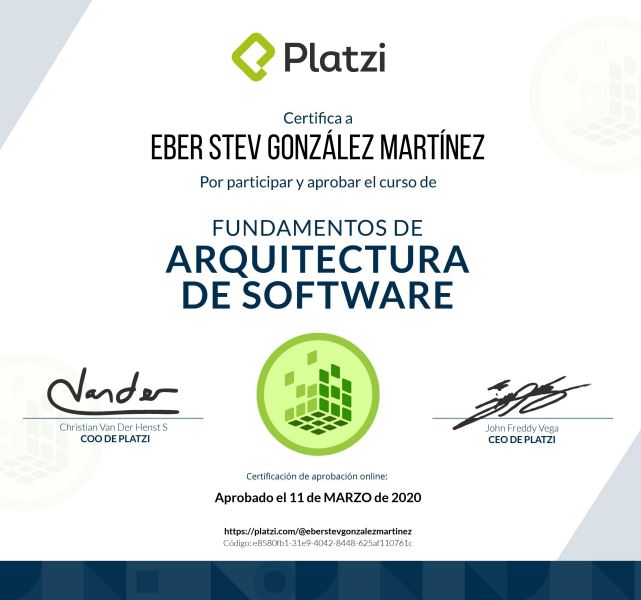 Platzi
Certifica a
EBER STEV GONZÁLEZ MARTÍNEZ
Por participar y aprobar el curso de
FUNDAMENTOS DE
ARQUITECTURA
DE SOFTWARE
Christian Van Der Henst S
COO DE PLATZI
John Freddy Vega
CEO DE PLATZI
Certificación de aprobación online:
Aprobado el 11 de MARZO de 2020
https://platzi.com/@eberstevgonzalezmartinez
Código: e8580fb1-31e9-4042-8448-625af110761c